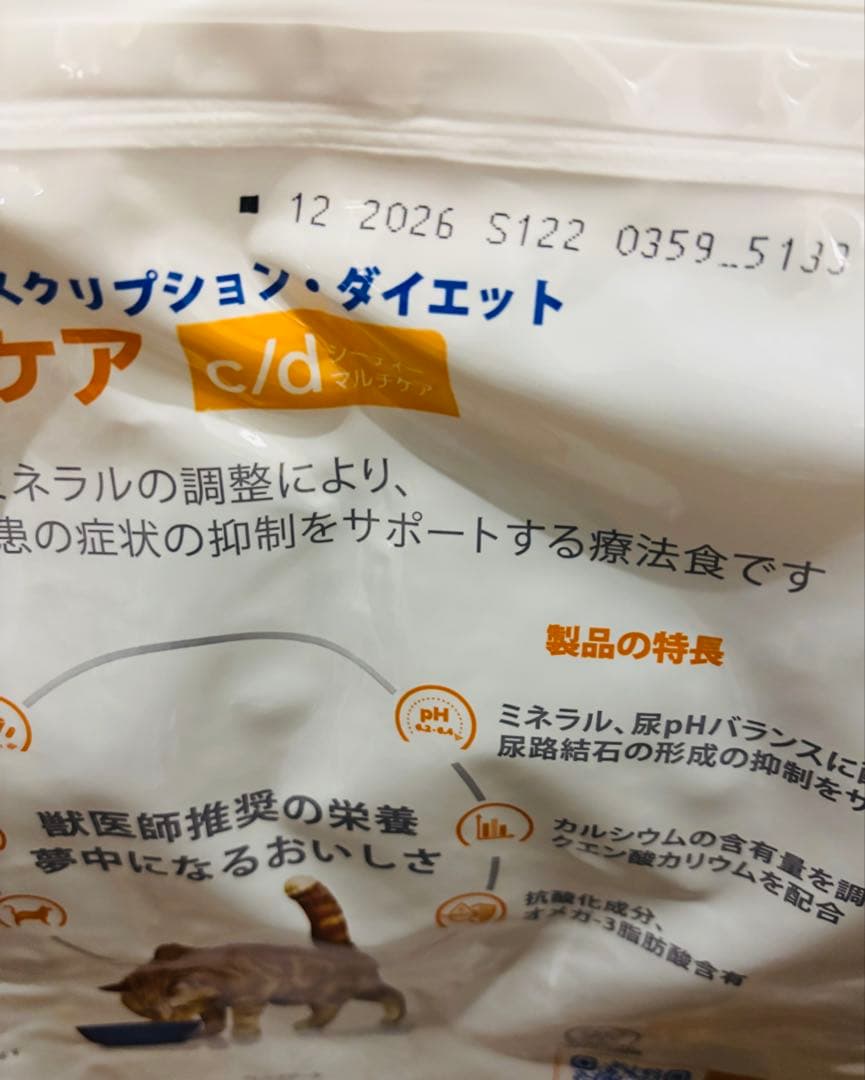 12 2026 S122 0359_5133
スクリプション・ダイエット
ケア
c/d
シーディー
マルチケア
ミネラルの調整により、
患の症状の抑制をサポートする療法食です
製品の特長
pH
6.2-6.4
ミネラル、尿pHバランスに
尿路結石の形成の抑制をサ
カルシウムの含有量を調
クエン酸カリウムを配合
獣医師推奨の栄養
夢中になるおいしさ
抗酸化成分、
オメガ-3脂肪酸含有